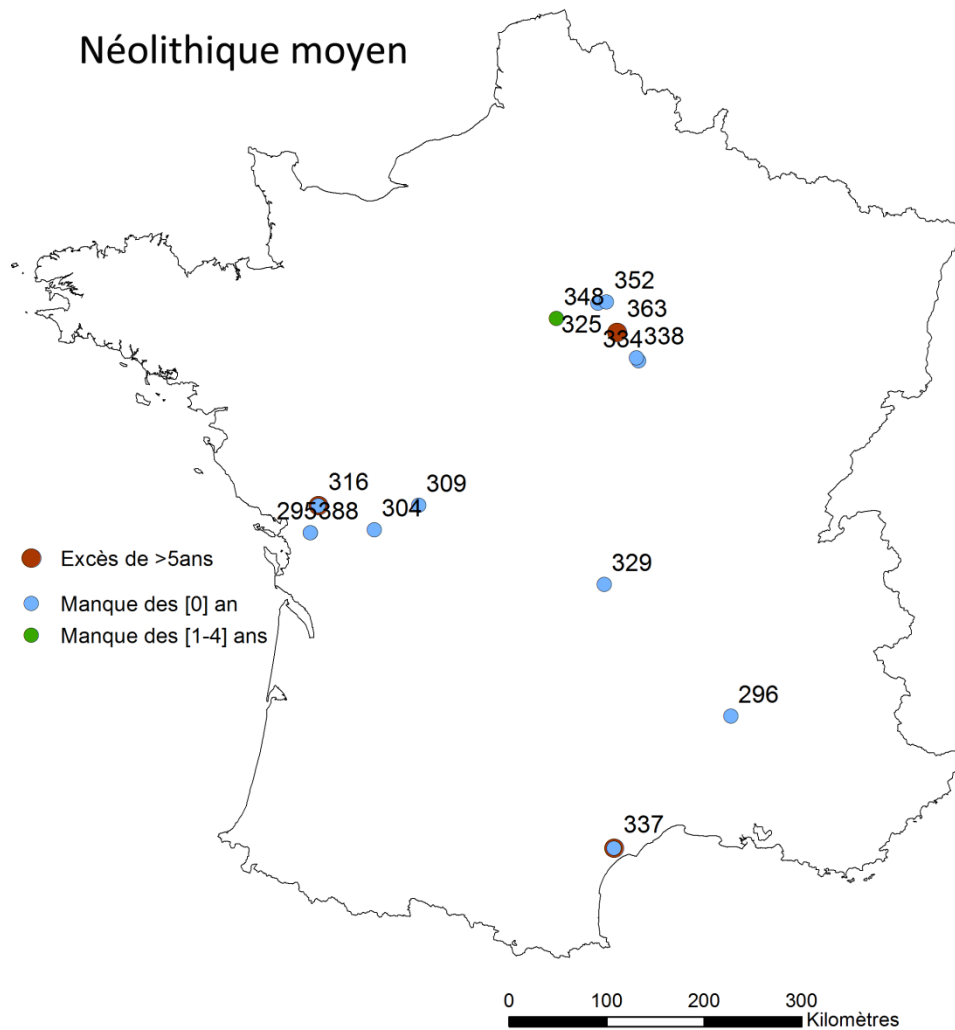 Néolithique moyen
352
348
363
325
334
338
316
309
295
388
304
Excès de >5ans
329
Manque des [0] an
Manque des [1-4] ans
296
337
0 100 200 300
Kilomètres